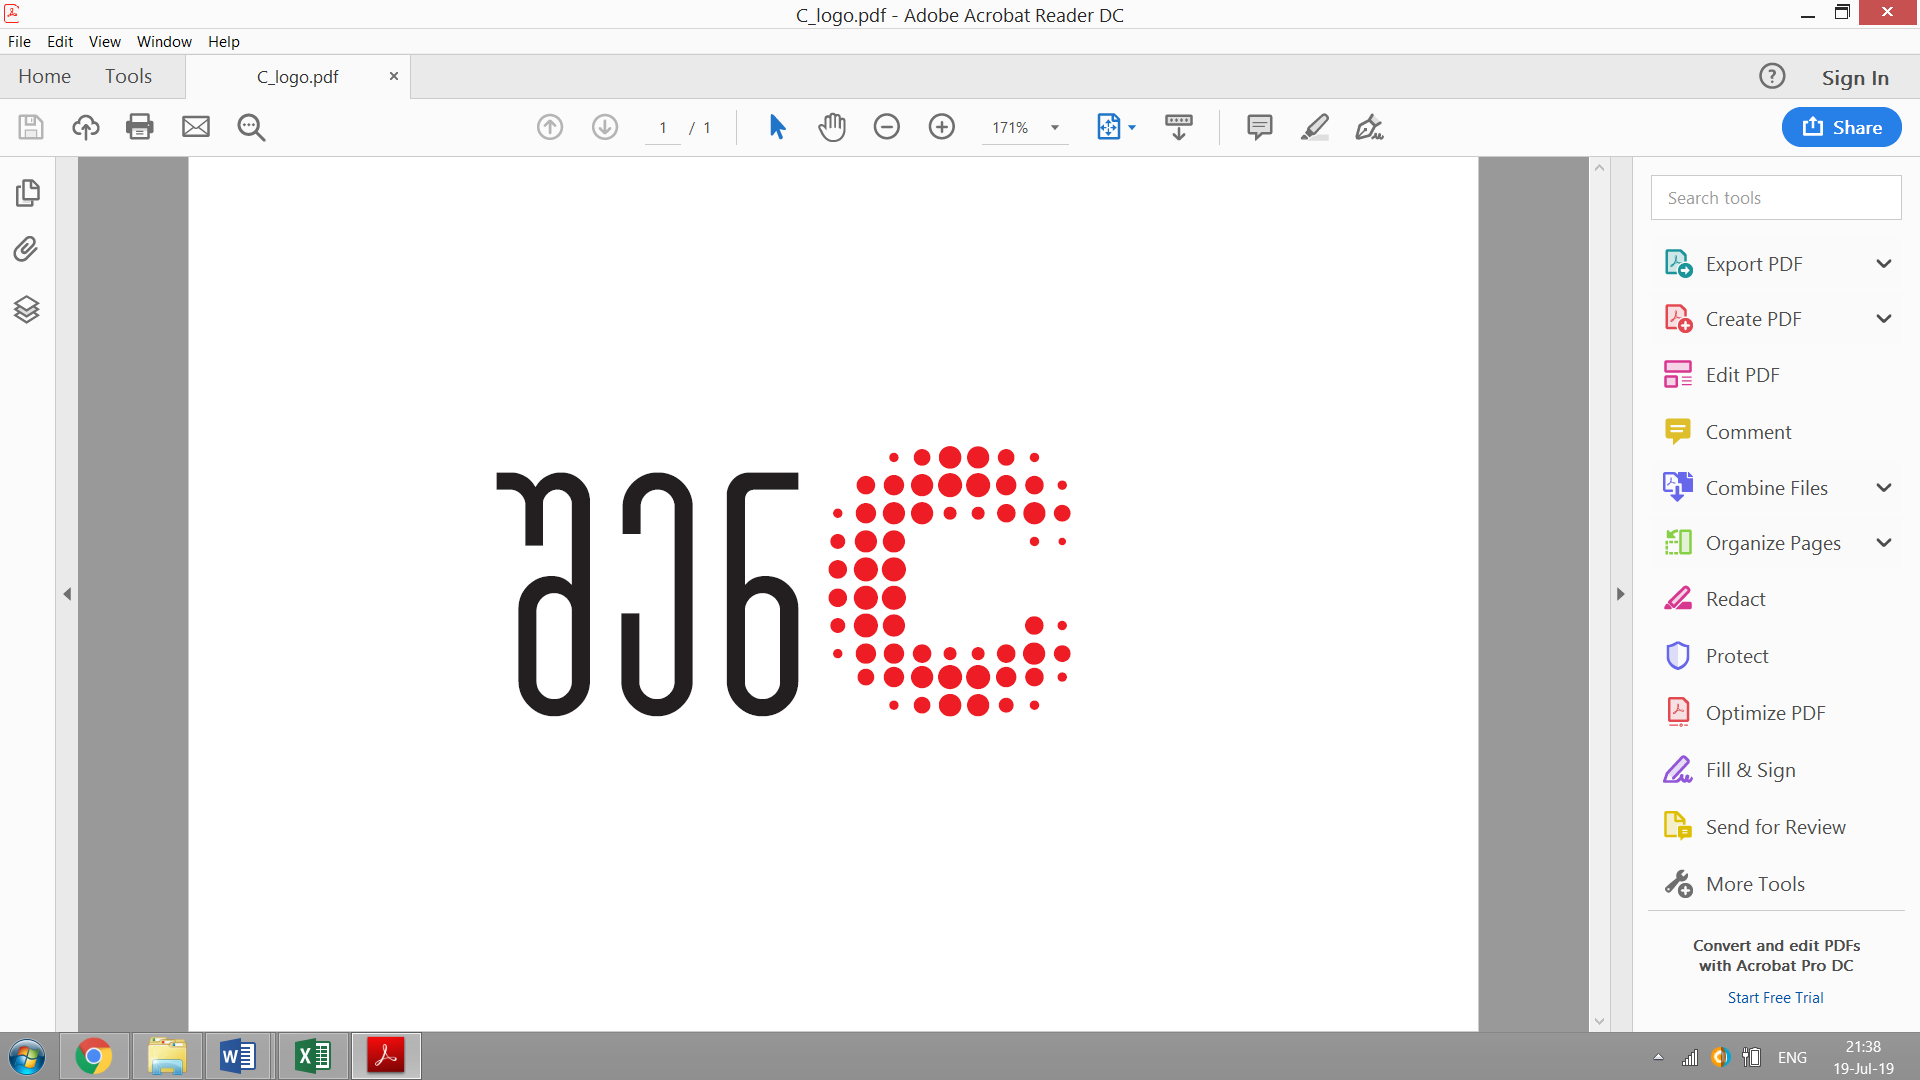 C_logo.pdf - Adobe Acrobat Reader DC
File Edit View Window Help
Home Tools C_logo.pdf Sign In
1 / 1 171% Share
შენC
Search tools
Export PDF
Create PDF
Edit PDF
Comment
Combine Files
Organize Pages
Redact
Protect
Optimize PDF
Fill & Sign
Send for Review
More Tools
Convert and edit PDFs
with Acrobat Pro DC
Start Free Trial
ENG
21:38
19-Jul-19